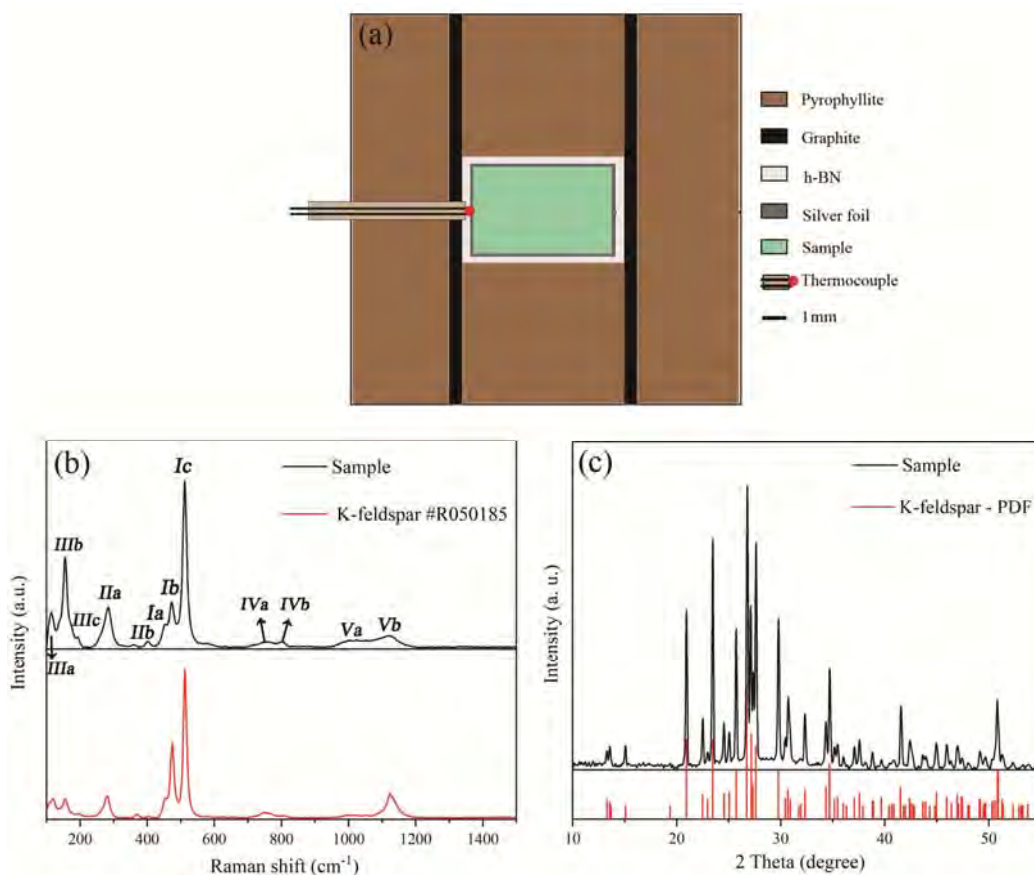 (a)
Pyrophyllite
Graphite
h-BN
Silver foil
Sample
Thermocouple
1mm
(b)
Ic
Sample
K-feldspar #R050185
IIIb
IIIc
IIa
IIb
Ia
Ib
IVa
IVb
Va
Vb
IIIa
Intensity (a.u.)
200 400 600 800 1000 1200 1400
Raman shift (cm⁻¹)
(c)
Sample
K-feldspar - PDF
Intensity (a. u.)
10 20 30 40 50
2 Theta (degree)